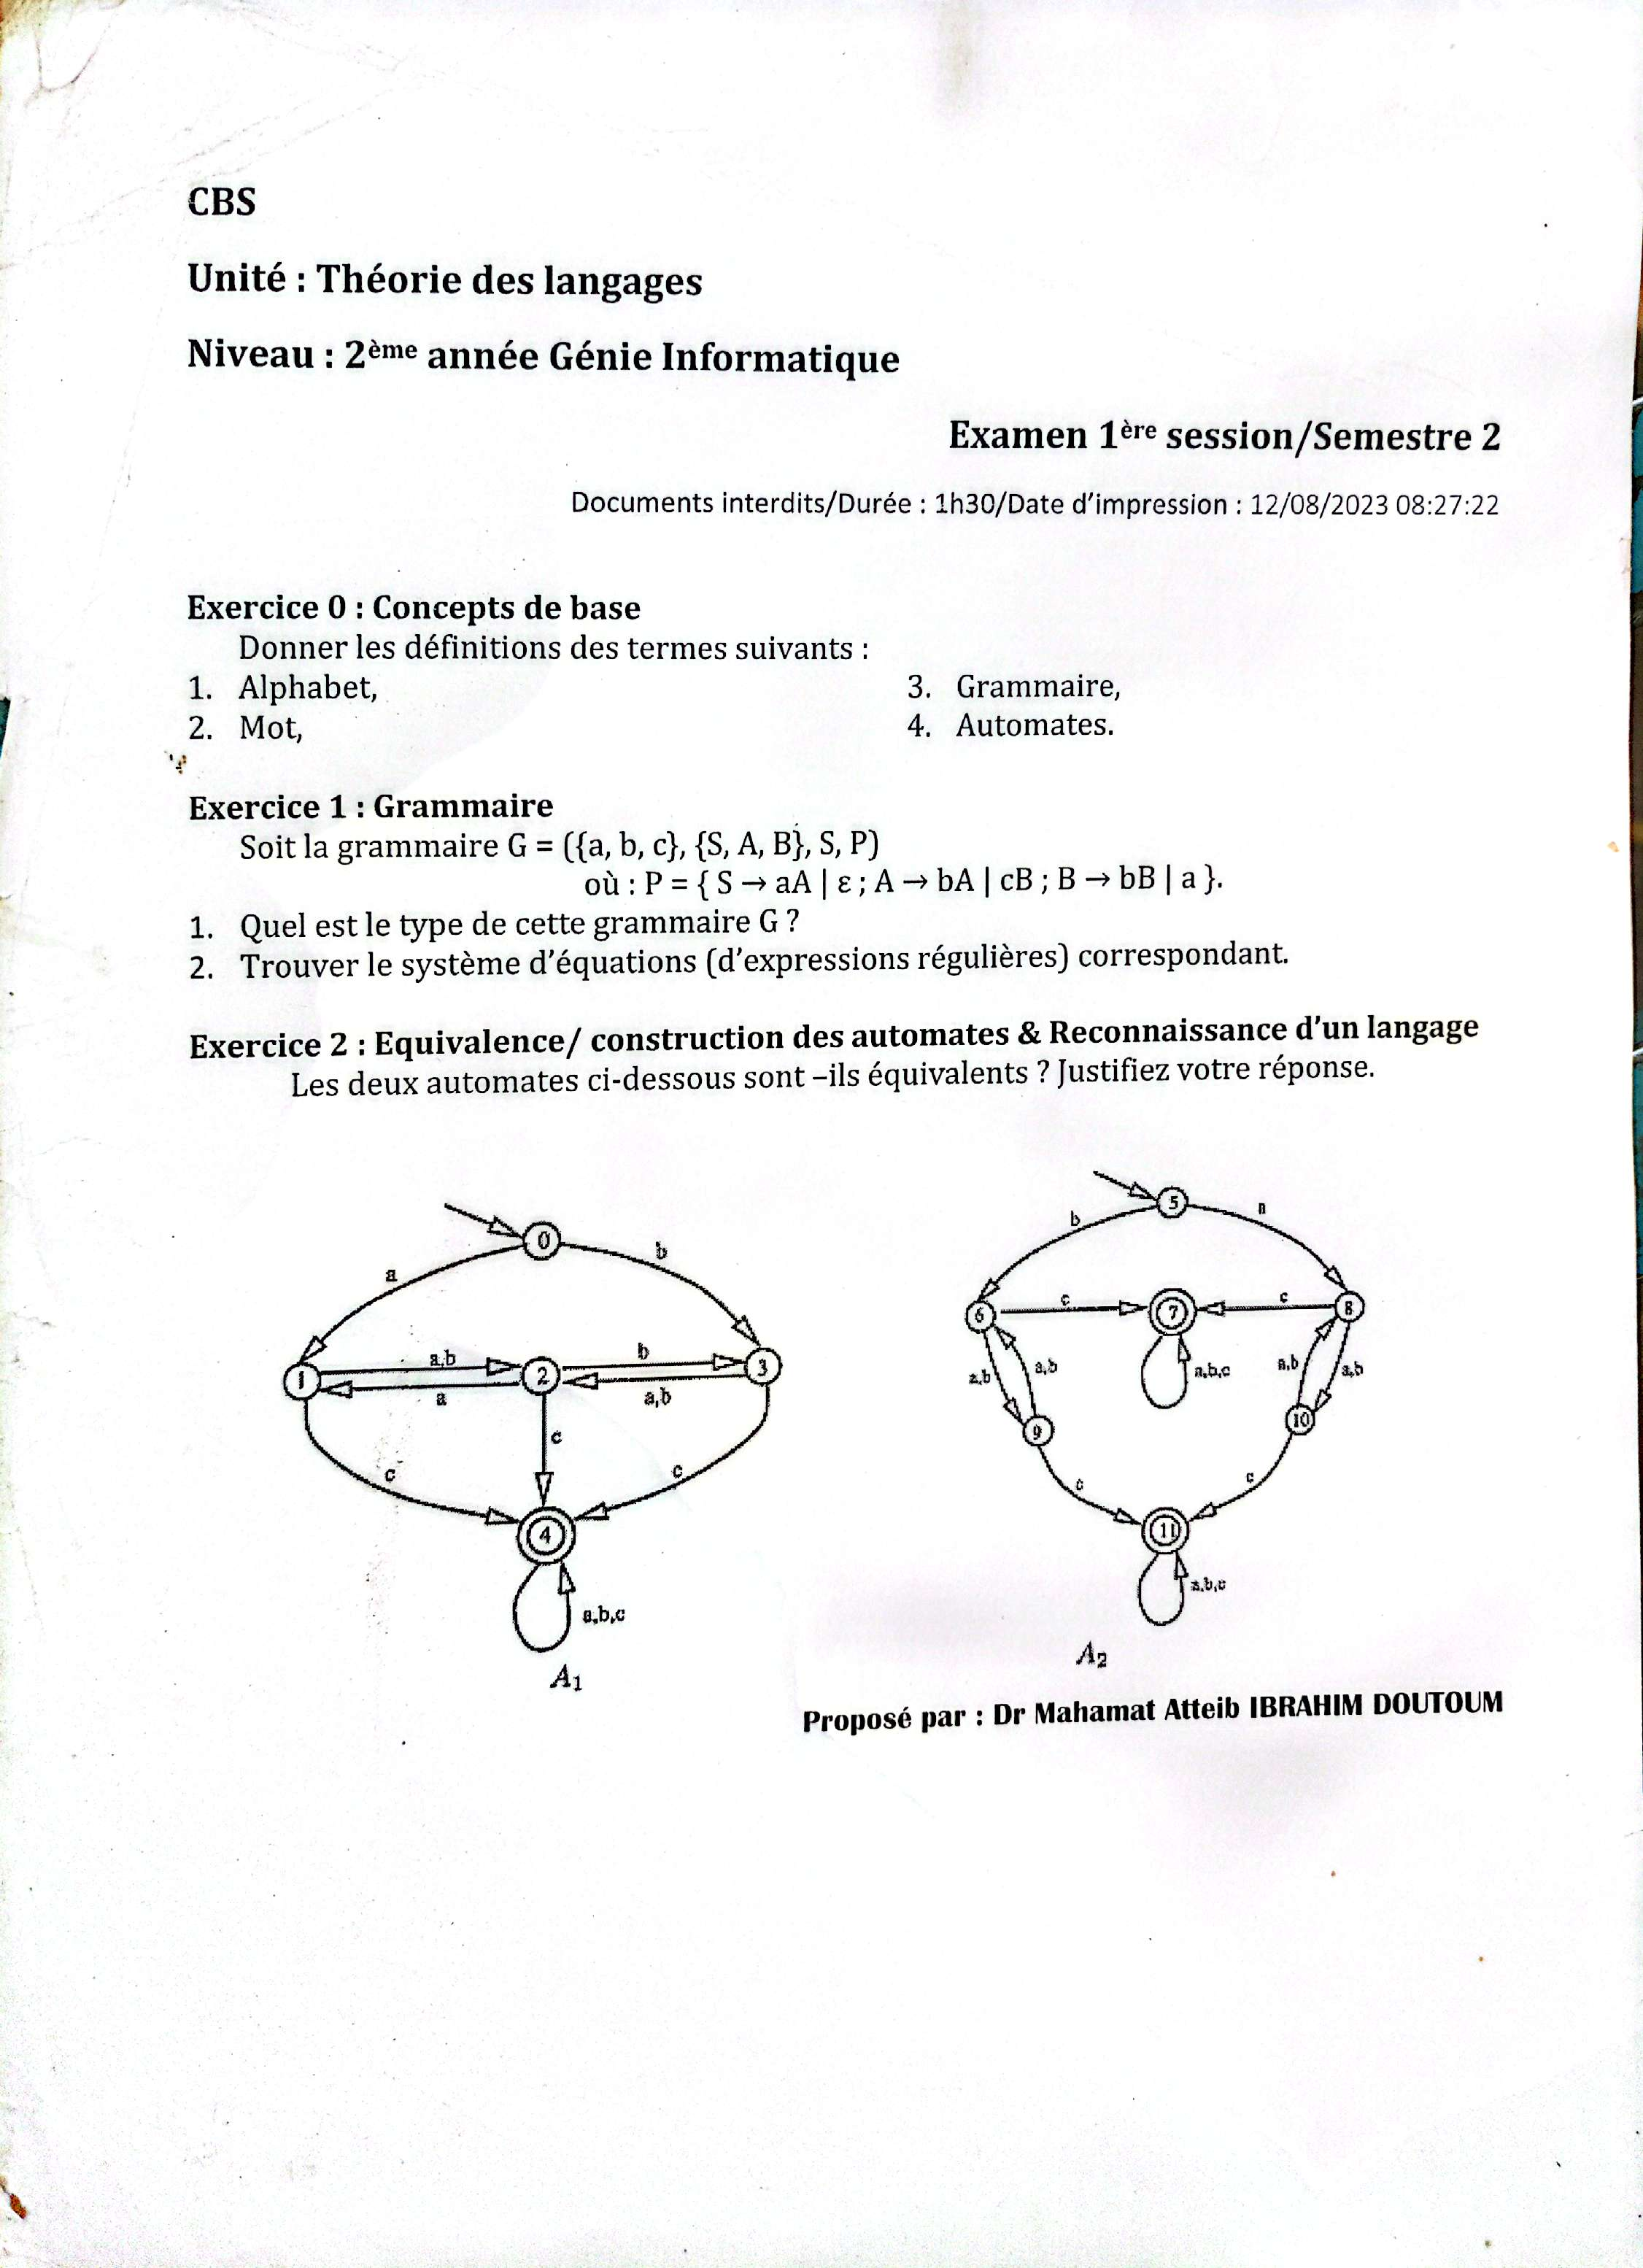 CBS
Unité : Théorie des langages
Niveau : 2ème année Génie Informatique
Examen 1ère session/Semestre 2
Documents interdits/Durée : 1h30/Date d'impression : 12/08/2023 08:27:22
Exercice 0 : Concepts de base
Donner les définitions des termes suivants :
1. Alphabet,
2. Mot,
3. Grammaire,
4. Automates.
Exercice 1 : Grammaire
Soit la grammaire G = ({a, b, c}, {S, A, B}, S, P)
où : P = { S → aA | ε ; A → bA | cB ; B → bB | a }.
1. Quel est le type de cette grammaire G ?
2. Trouver le système d'équations (d'expressions régulières) correspondant.
Exercice 2 : Equivalence/ construction des automates & Reconnaissance d'un langage
Les deux automates ci-dessous sont –ils équivalents ? Justifiez votre réponse.
0
a
b
1
a,b
a
2
b
a,b
3
c
c
c
4
a,b,c
A1
5
b
a
6
c
7
c
8
a,b
a,b
a,b,c
a,b
a,b
9
10
c
c
11
a,b,c
A2
Proposé par : Dr Mahamat Atteib IBRAHIM DOUTOUM